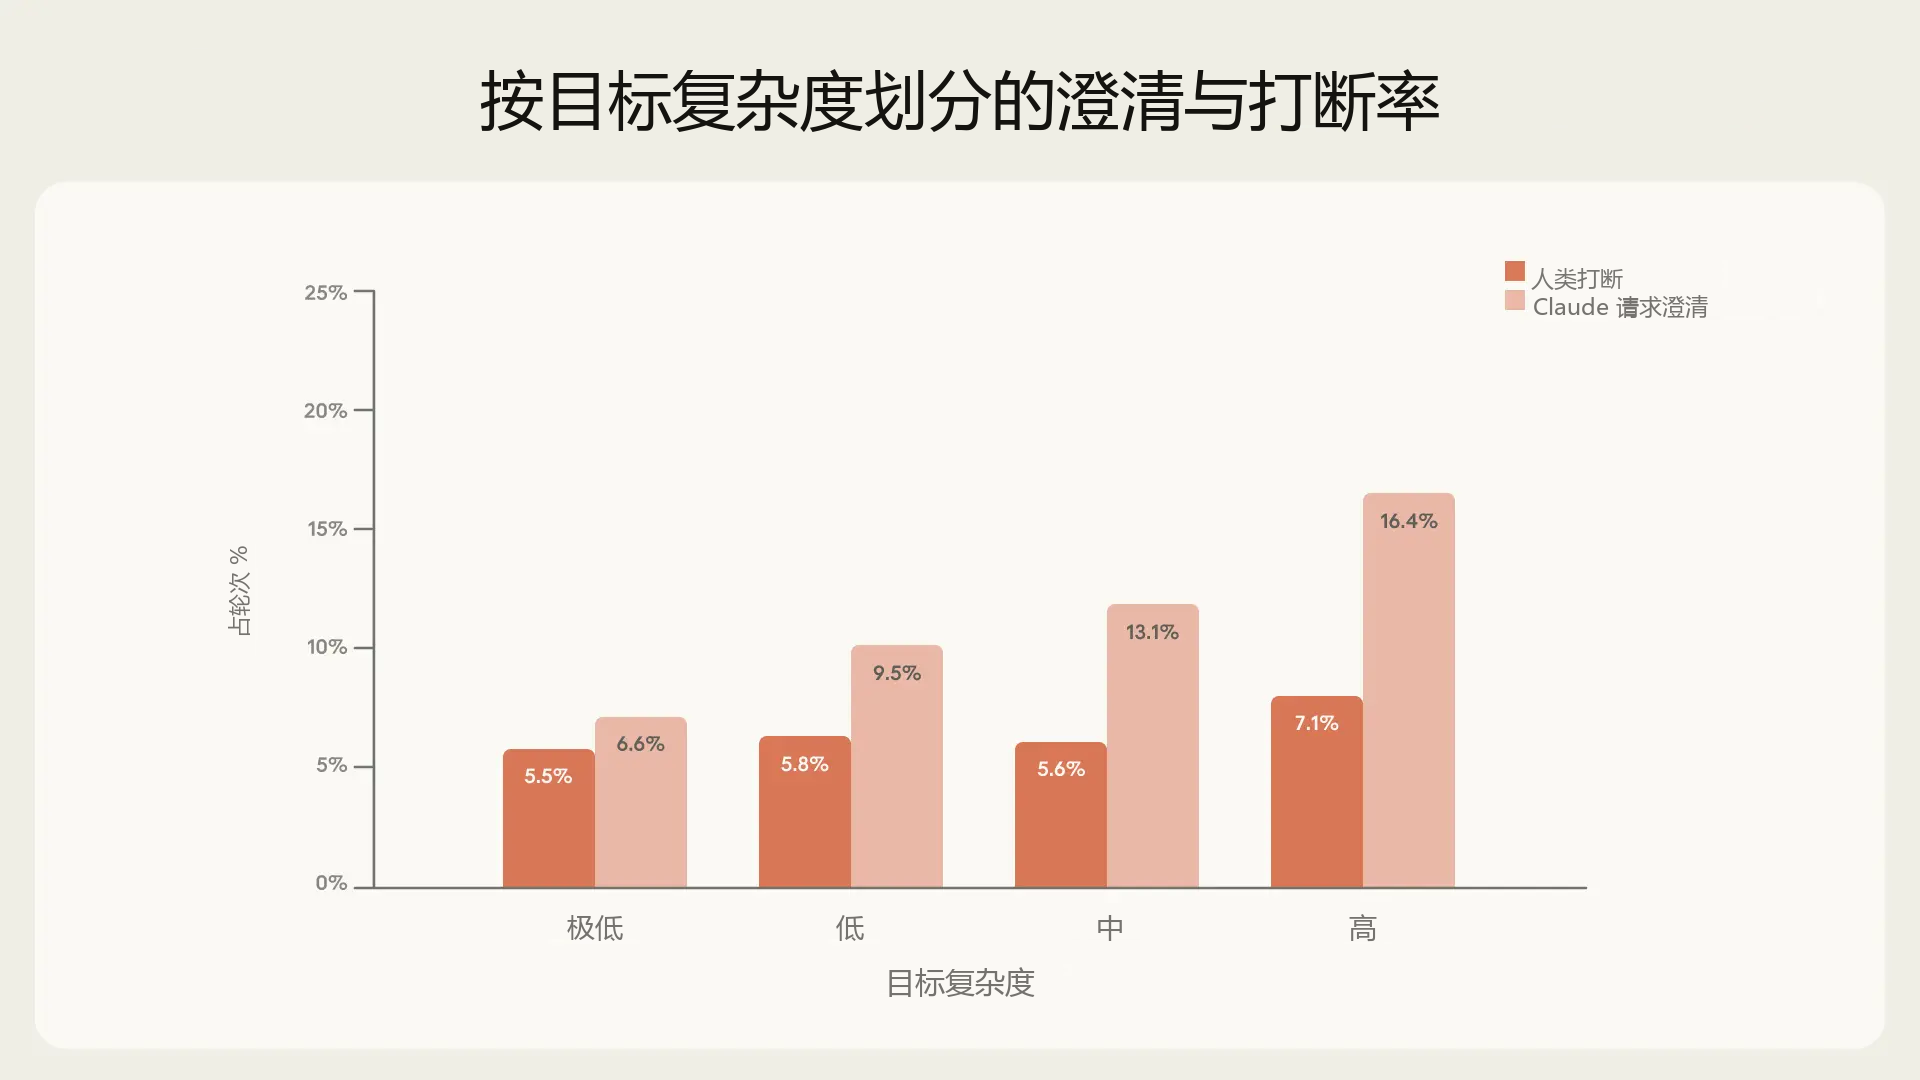 按目标复杂度划分的澄清与打断率
人类打断
Claude 请求澄清
25%
20%
15%
10%
5%
0%
占轮次 %
5.5%
6.6%
5.8%
9.5%
5.6%
13.1%
7.1%
16.4%
极低
低
中
高
目标复杂度